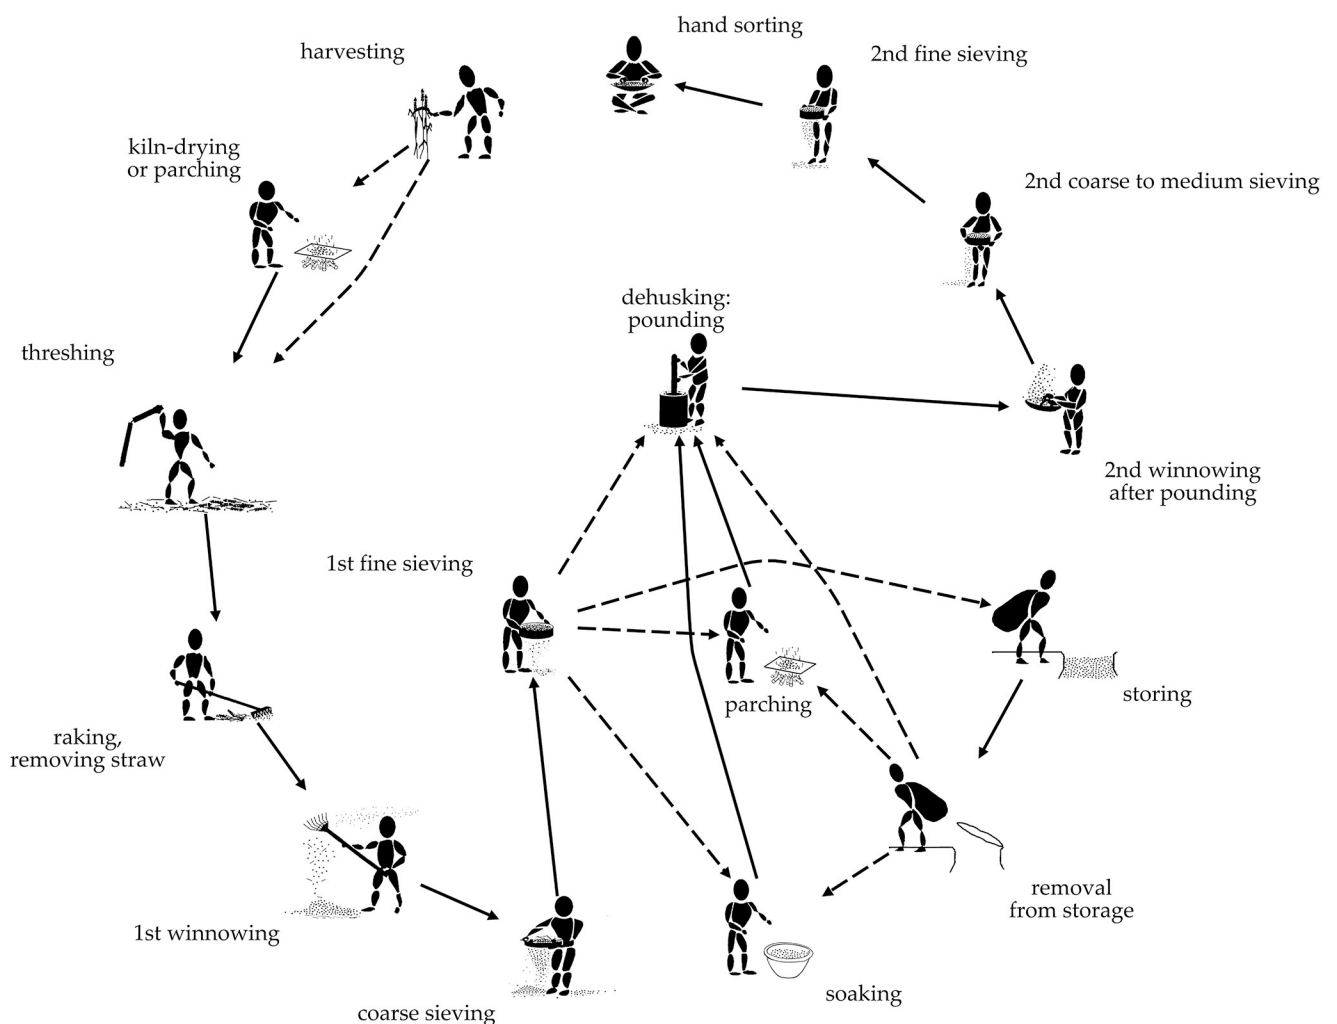 hand sorting
harvesting
2nd fine sieving
kiln-drying
or parching
2nd coarse to medium sieving
dehusking:
pounding
threshing
2nd winnowing
after pounding
1st fine sieving
storing
parching
raking,
removing straw
removal
from storage
1st winnowing
soaking
coarse sieving